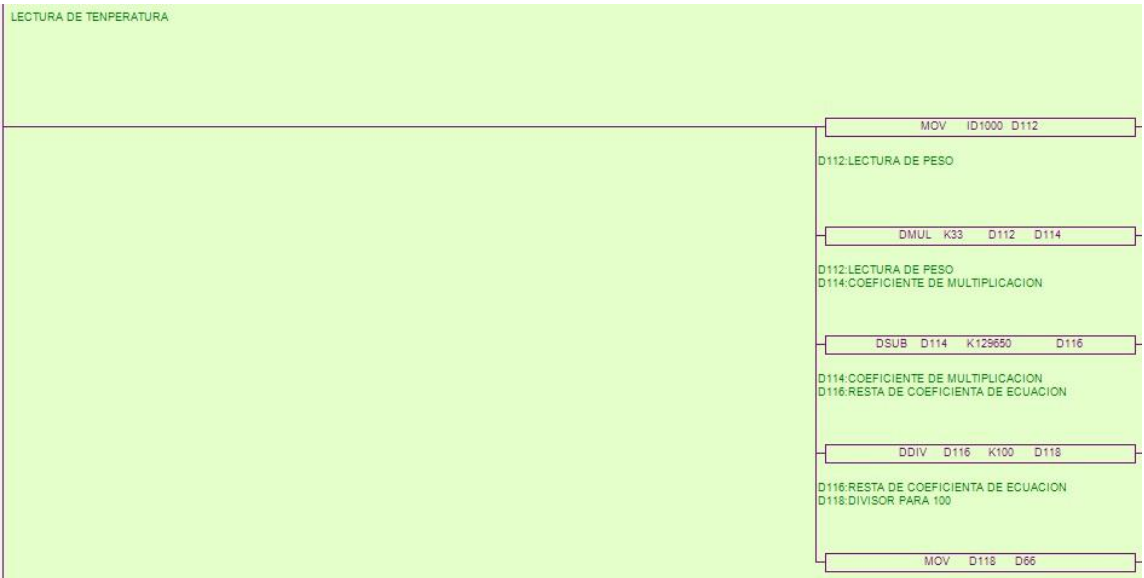 LECTURA DE TENPERATURA
MOV ID1000 D112
D112:LECTURA DE PESO
DMUL K33 D112 D114
D112:LECTURA DE PESO
D114:COEFICIENTE DE MULTIPLICACION
DSUB D114 K129650 D116
D114:COEFICIENTE DE MULTIPLICACION
D116:RESTA DE COEFICIENTA DE ECUACION
DDIV D116 K100 D118
D116:RESTA DE COEFICIENTA DE ECUACION
D118:DIVISOR PARA 100
MOV D118 D66